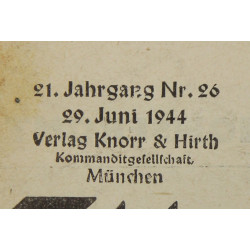 21. Jahrgang Nr. 26
29. Juni 1944
Verlag Knorr & Hirth
Kommanditgesellschaft
München